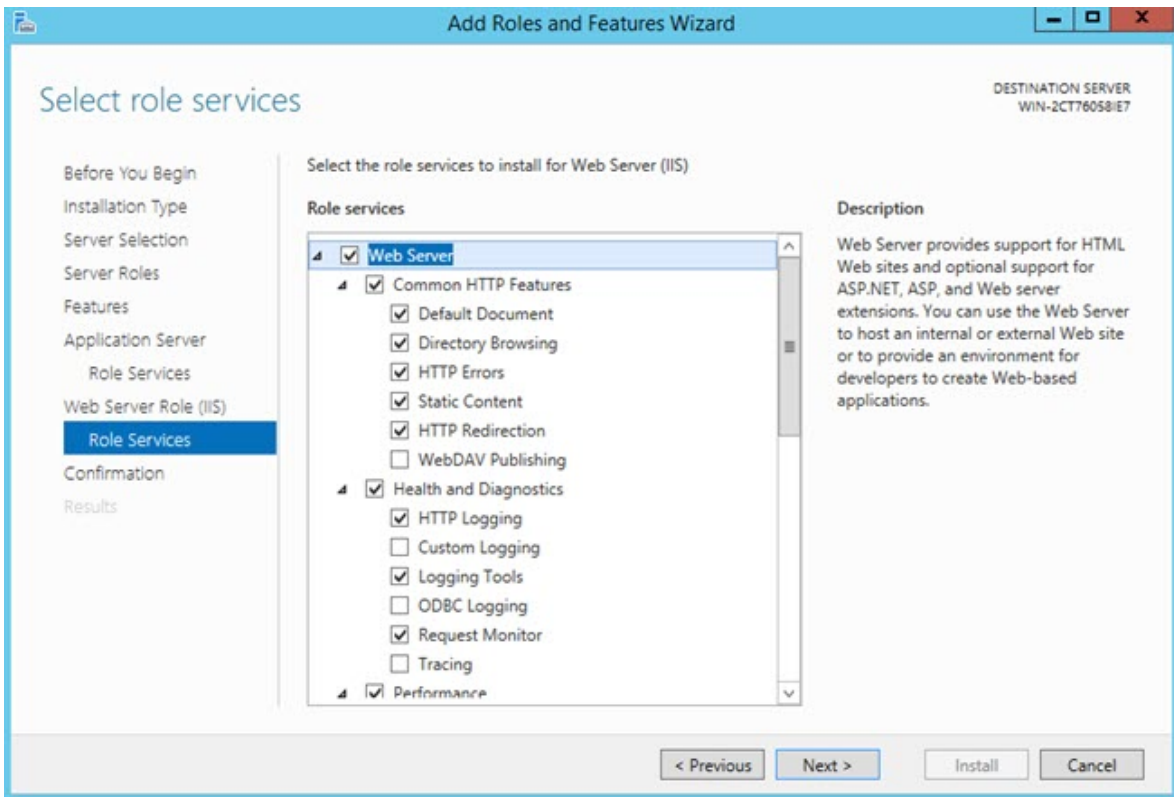 Add Roles and Features Wizard
Select role services
DESTINATION SERVER
WIN-2CT76058IE7
Before You Begin
Installation Type
Server Selection
Server Roles
Features
Application Server
Role Services
Web Server Role (IIS)
Role Services
Confirmation
Results
Select the role services to install for Web Server (IIS)
Role services
Web Server
Common HTTP Features
Default Document
Directory Browsing
HTTP Errors
Static Content
HTTP Redirection
WebDAV Publishing
Health and Diagnostics
HTTP Logging
Custom Logging
Logging Tools
ODBC Logging
Request Monitor
Tracing
Performance
Description
Web Server provides support for HTML
Web sites and optional support for
ASP.NET, ASP, and Web server
extensions. You can use the Web Server
to host an internal or external Web site
or to provide an environment for
developers to create Web-based
applications.
< Previous
Next >
Install
Cancel